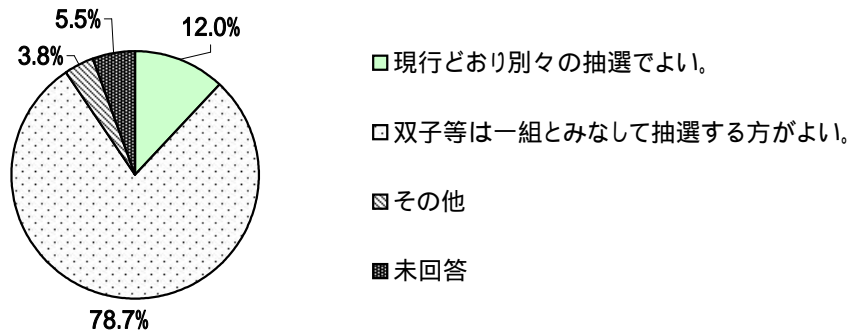 5.5%
12.0%
3.8%
78.7%
現行どおり別々の抽選でよい。
双子等は一組とみなして抽選する方がよい。
その他
未回答